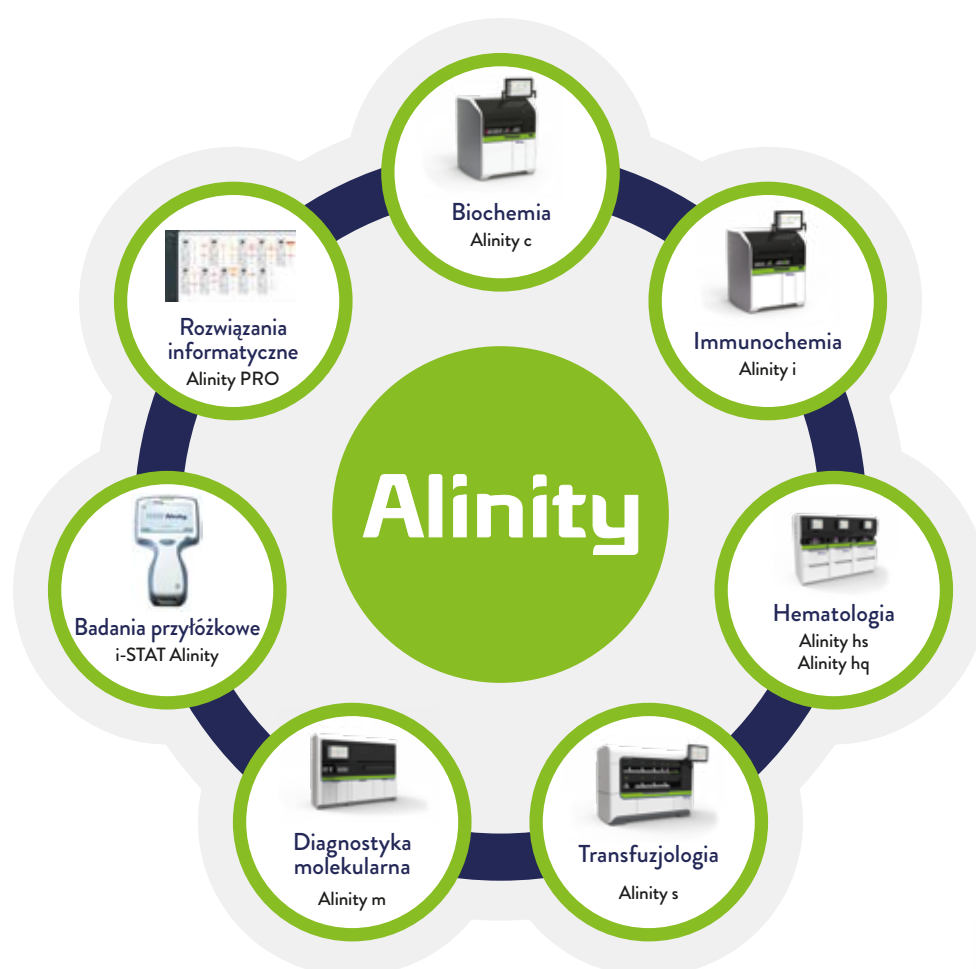 Biochemia
Alinity c
Immunochemia
Alinity i
Hematologia
Alinity hs
Alinity hq
Transfuzjologia
Alinity s
Diagnostyka
molekularna
Alinity m
Badania przyłóżkowe
i-STAT Alinity
Rozwiązania
informatyczne
Alinity PRO
Alinity